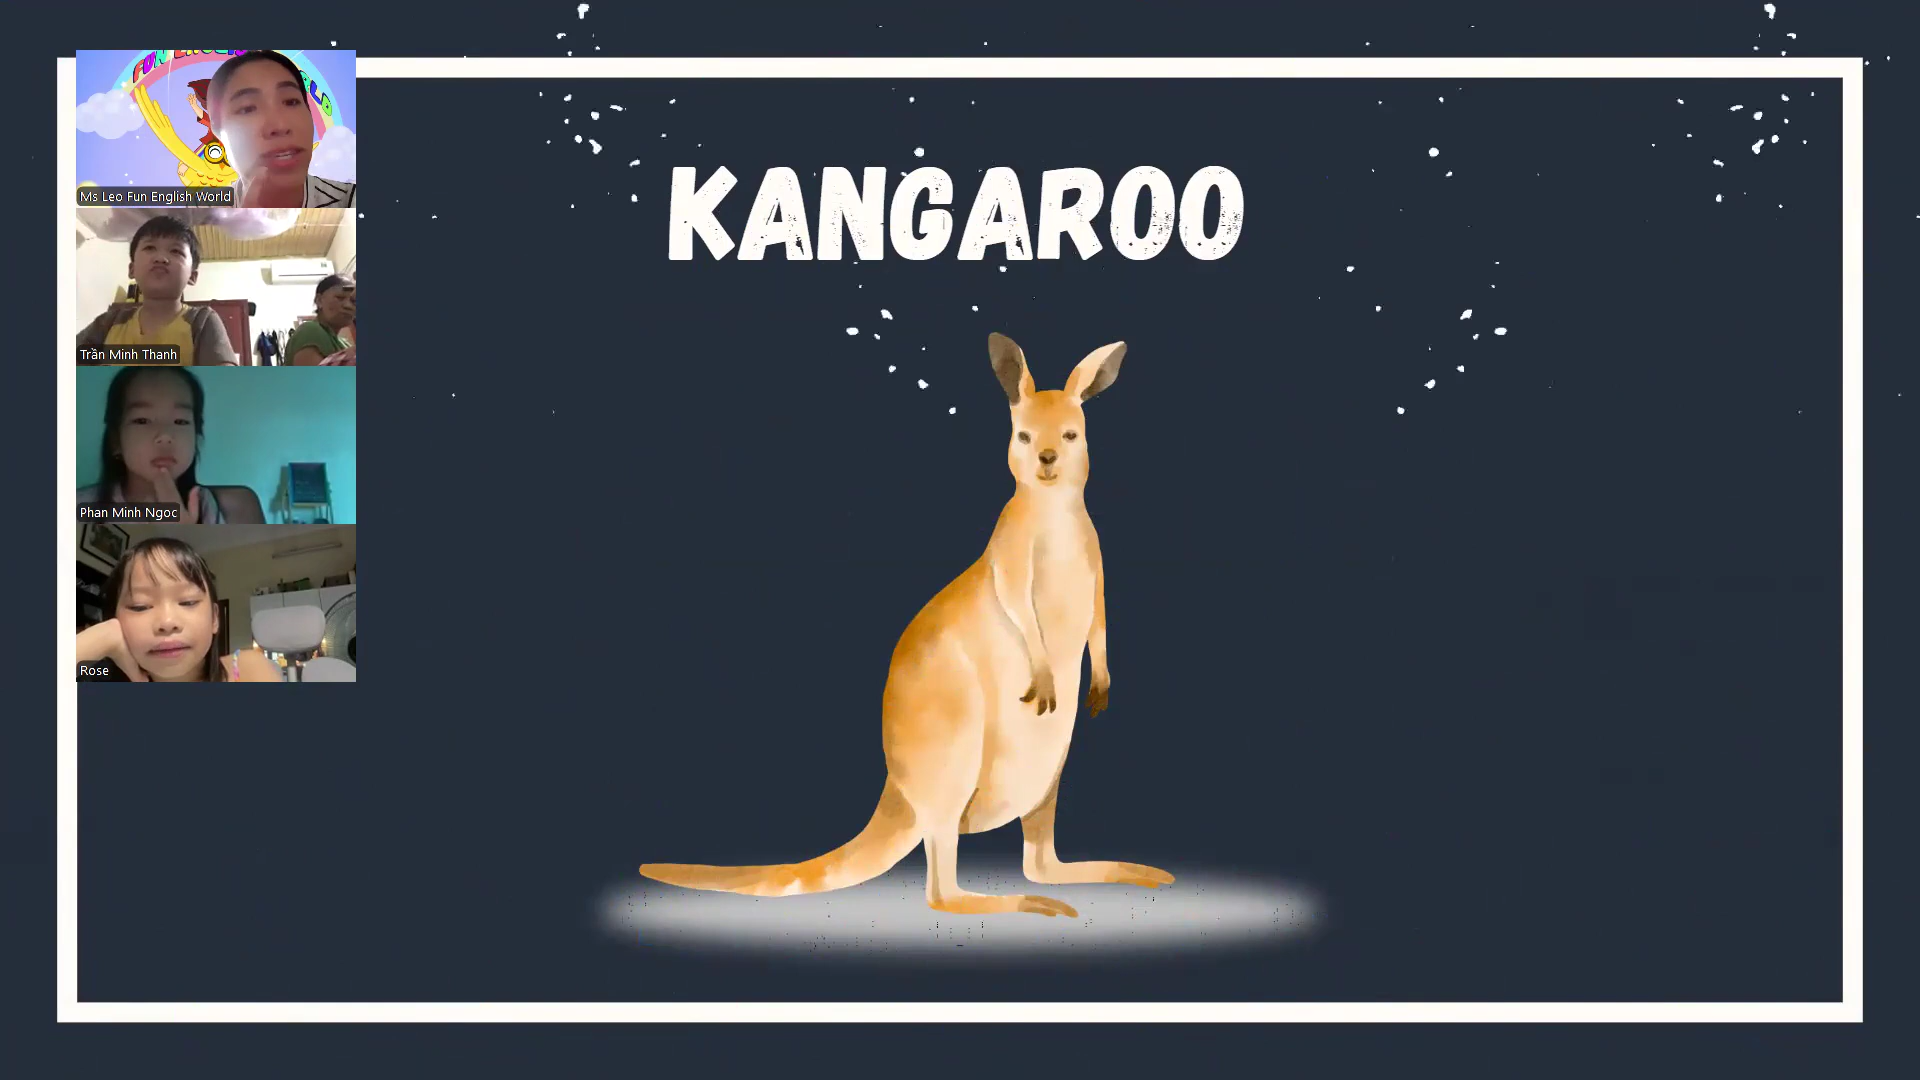 Ms Leo Fun English World
KANGAROO
Trần Minh Thanh
Phan Minh Ngoc
Rose